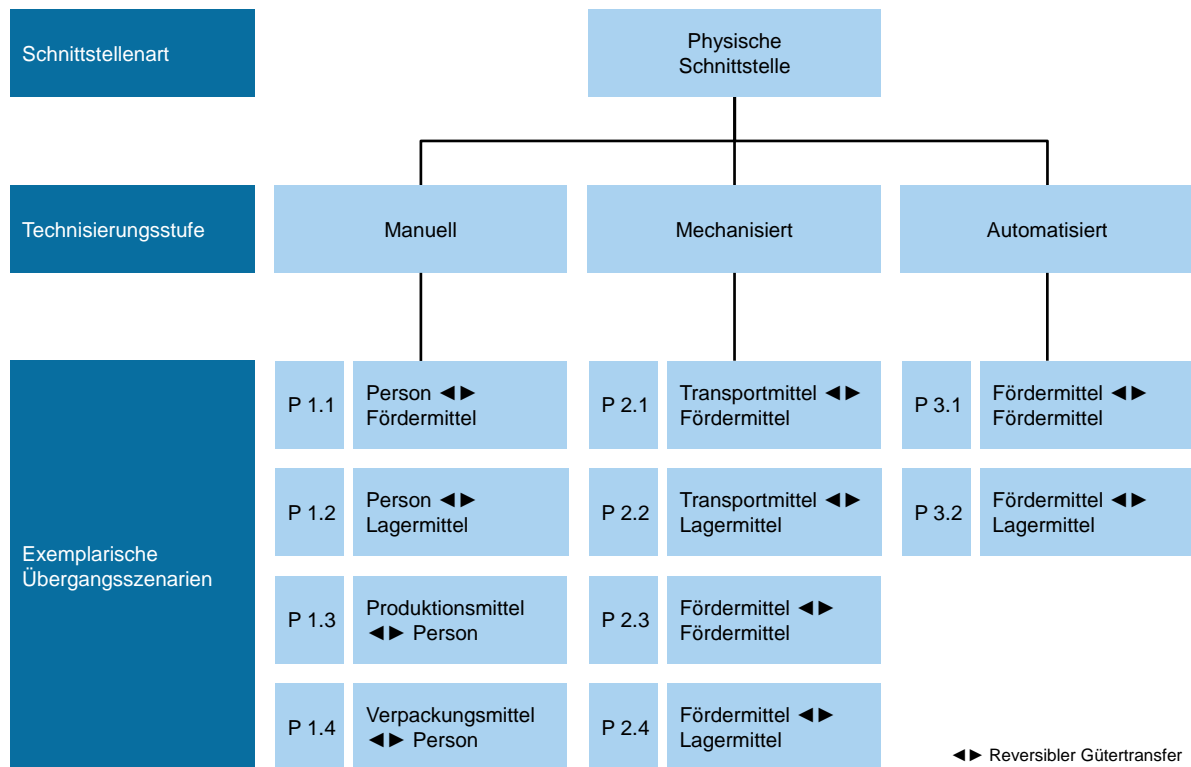 Schnittstellenart
Physische
Schnittstelle
Technisierungsstufe
Manuell
Mechanisiert
Automatisiert
Exemplarische
Übergangsszenarien
P 1.1
Person ◄►
Fördermittel
P 2.1
Transportmittel ◄►
Fördermittel
P 3.1
Fördermittel ◄►
Fördermittel
P 1.2
Person ◄►
Lagermittel
P 2.2
Transportmittel ◄►
Lagermittel
P 3.2
Fördermittel ◄►
Lagermittel
P 1.3
Produktionsmittel
◄► Person
P 2.3
Fördermittel ◄►
Fördermittel
P 1.4
Verpackungsmittel
◄► Person
P 2.4
Fördermittel ◄►
Lagermittel
◄► Reversibler Gütertransfer